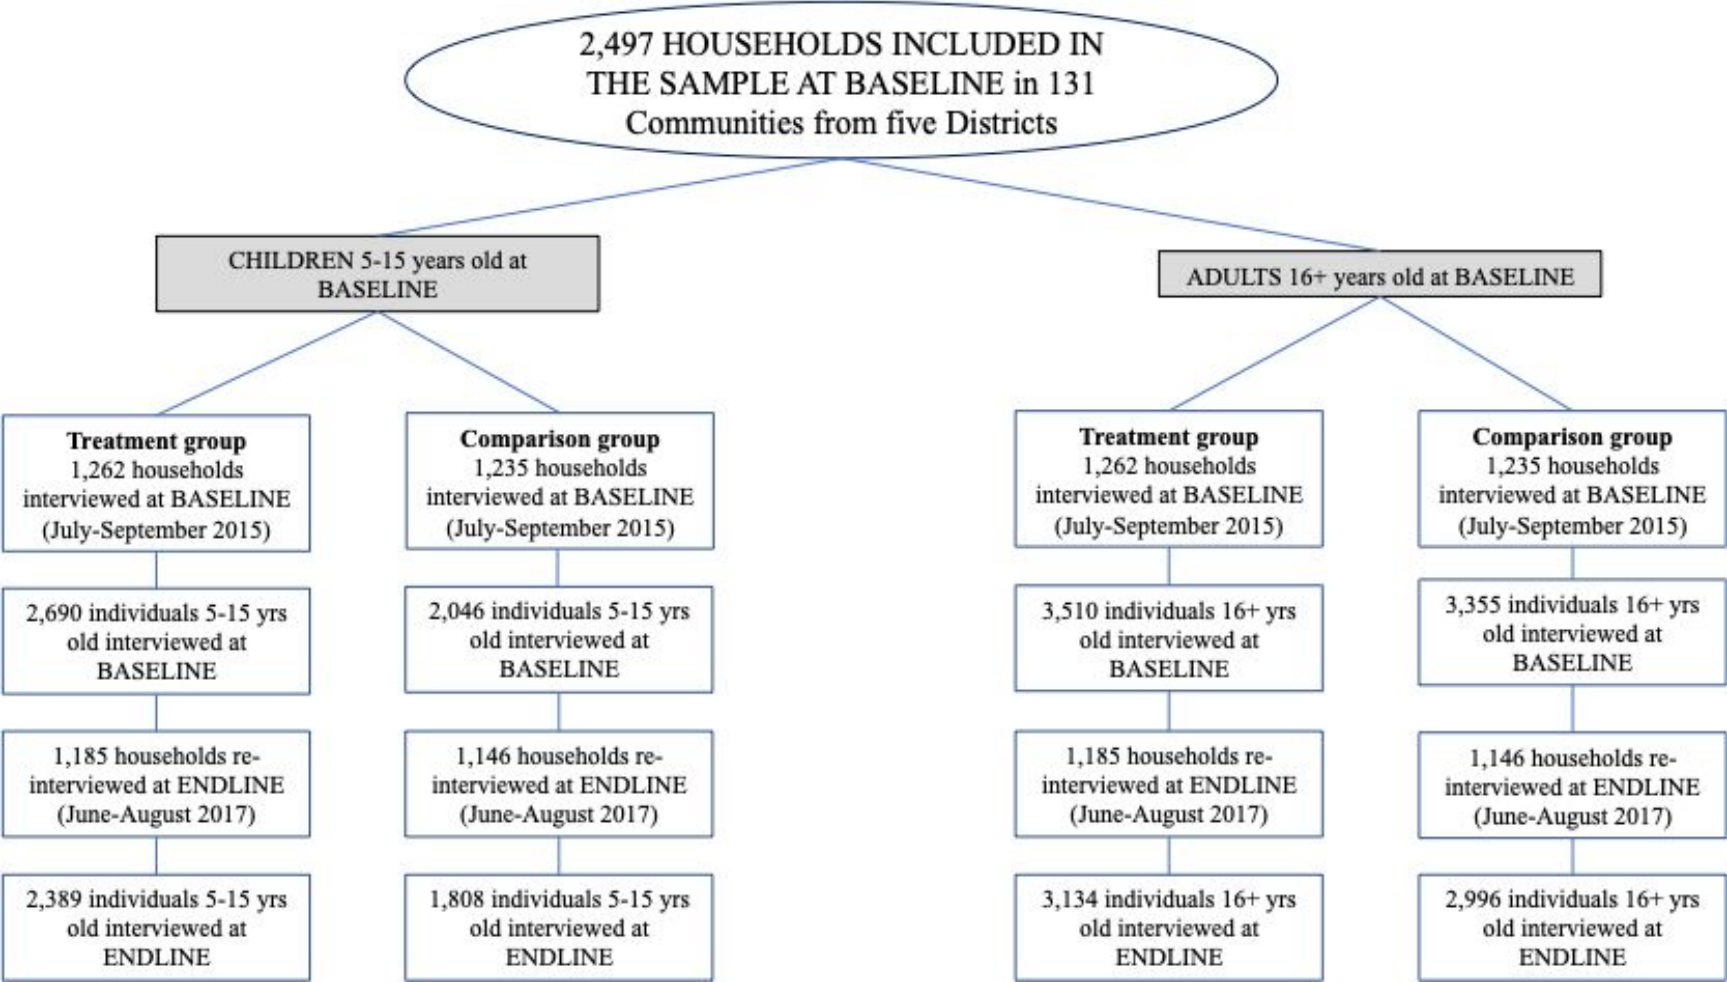 2,497 HOUSEHOLDS INCLUDED IN
THE SAMPLE AT BASELINE in 131
Communities from five Districts
CHILDREN 5-15 years old at
BASELINE
ADULTS 16+ years old at BASELINE
Treatment group
1,262 households
interviewed at BASELINE
(July-September 2015)
Comparison group
1,235 households
interviewed at BASELINE
(July-September 2015)
Treatment group
1,262 households
interviewed at BASELINE
(July-September 2015)
Comparison group
1,235 households
interviewed at BASELINE
(July-September 2015)
2,690 individuals 5-15 yrs
old interviewed at
BASELINE
2,046 individuals 5-15 yrs
old interviewed at
BASELINE
3,510 individuals 16+ yrs
old interviewed at
BASELINE
3,355 individuals 16+ yrs
old interviewed at
BASELINE
1,185 households re-
interviewed at ENDLINE
(June-August 2017)
1,146 households re-
interviewed at ENDLINE
(June-August 2017)
1,185 households re-
interviewed at ENDLINE
(June-August 2017)
1,146 households re-
interviewed at ENDLINE
(June-August 2017)
2,389 individuals 5-15 yrs
old interviewed at
ENDLINE
1,808 individuals 5-15 yrs
old interviewed at
ENDLINE
3,134 individuals 16+ yrs
old interviewed at
ENDLINE
2,996 individuals 16+ yrs
old interviewed at
ENDLINE